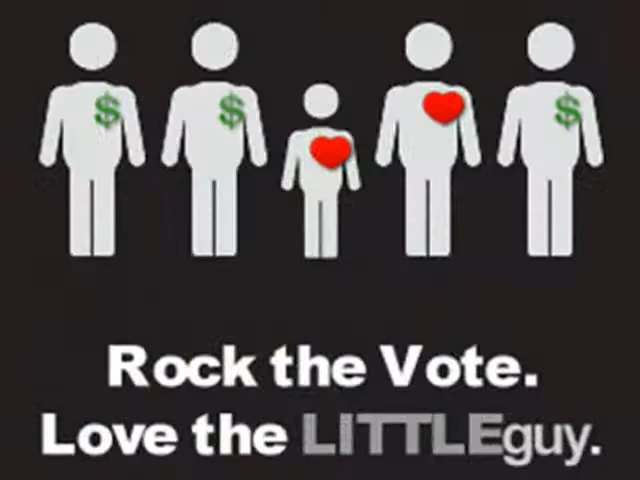 $ $ $
Rock the Vote.
Love the LITTLEguy.